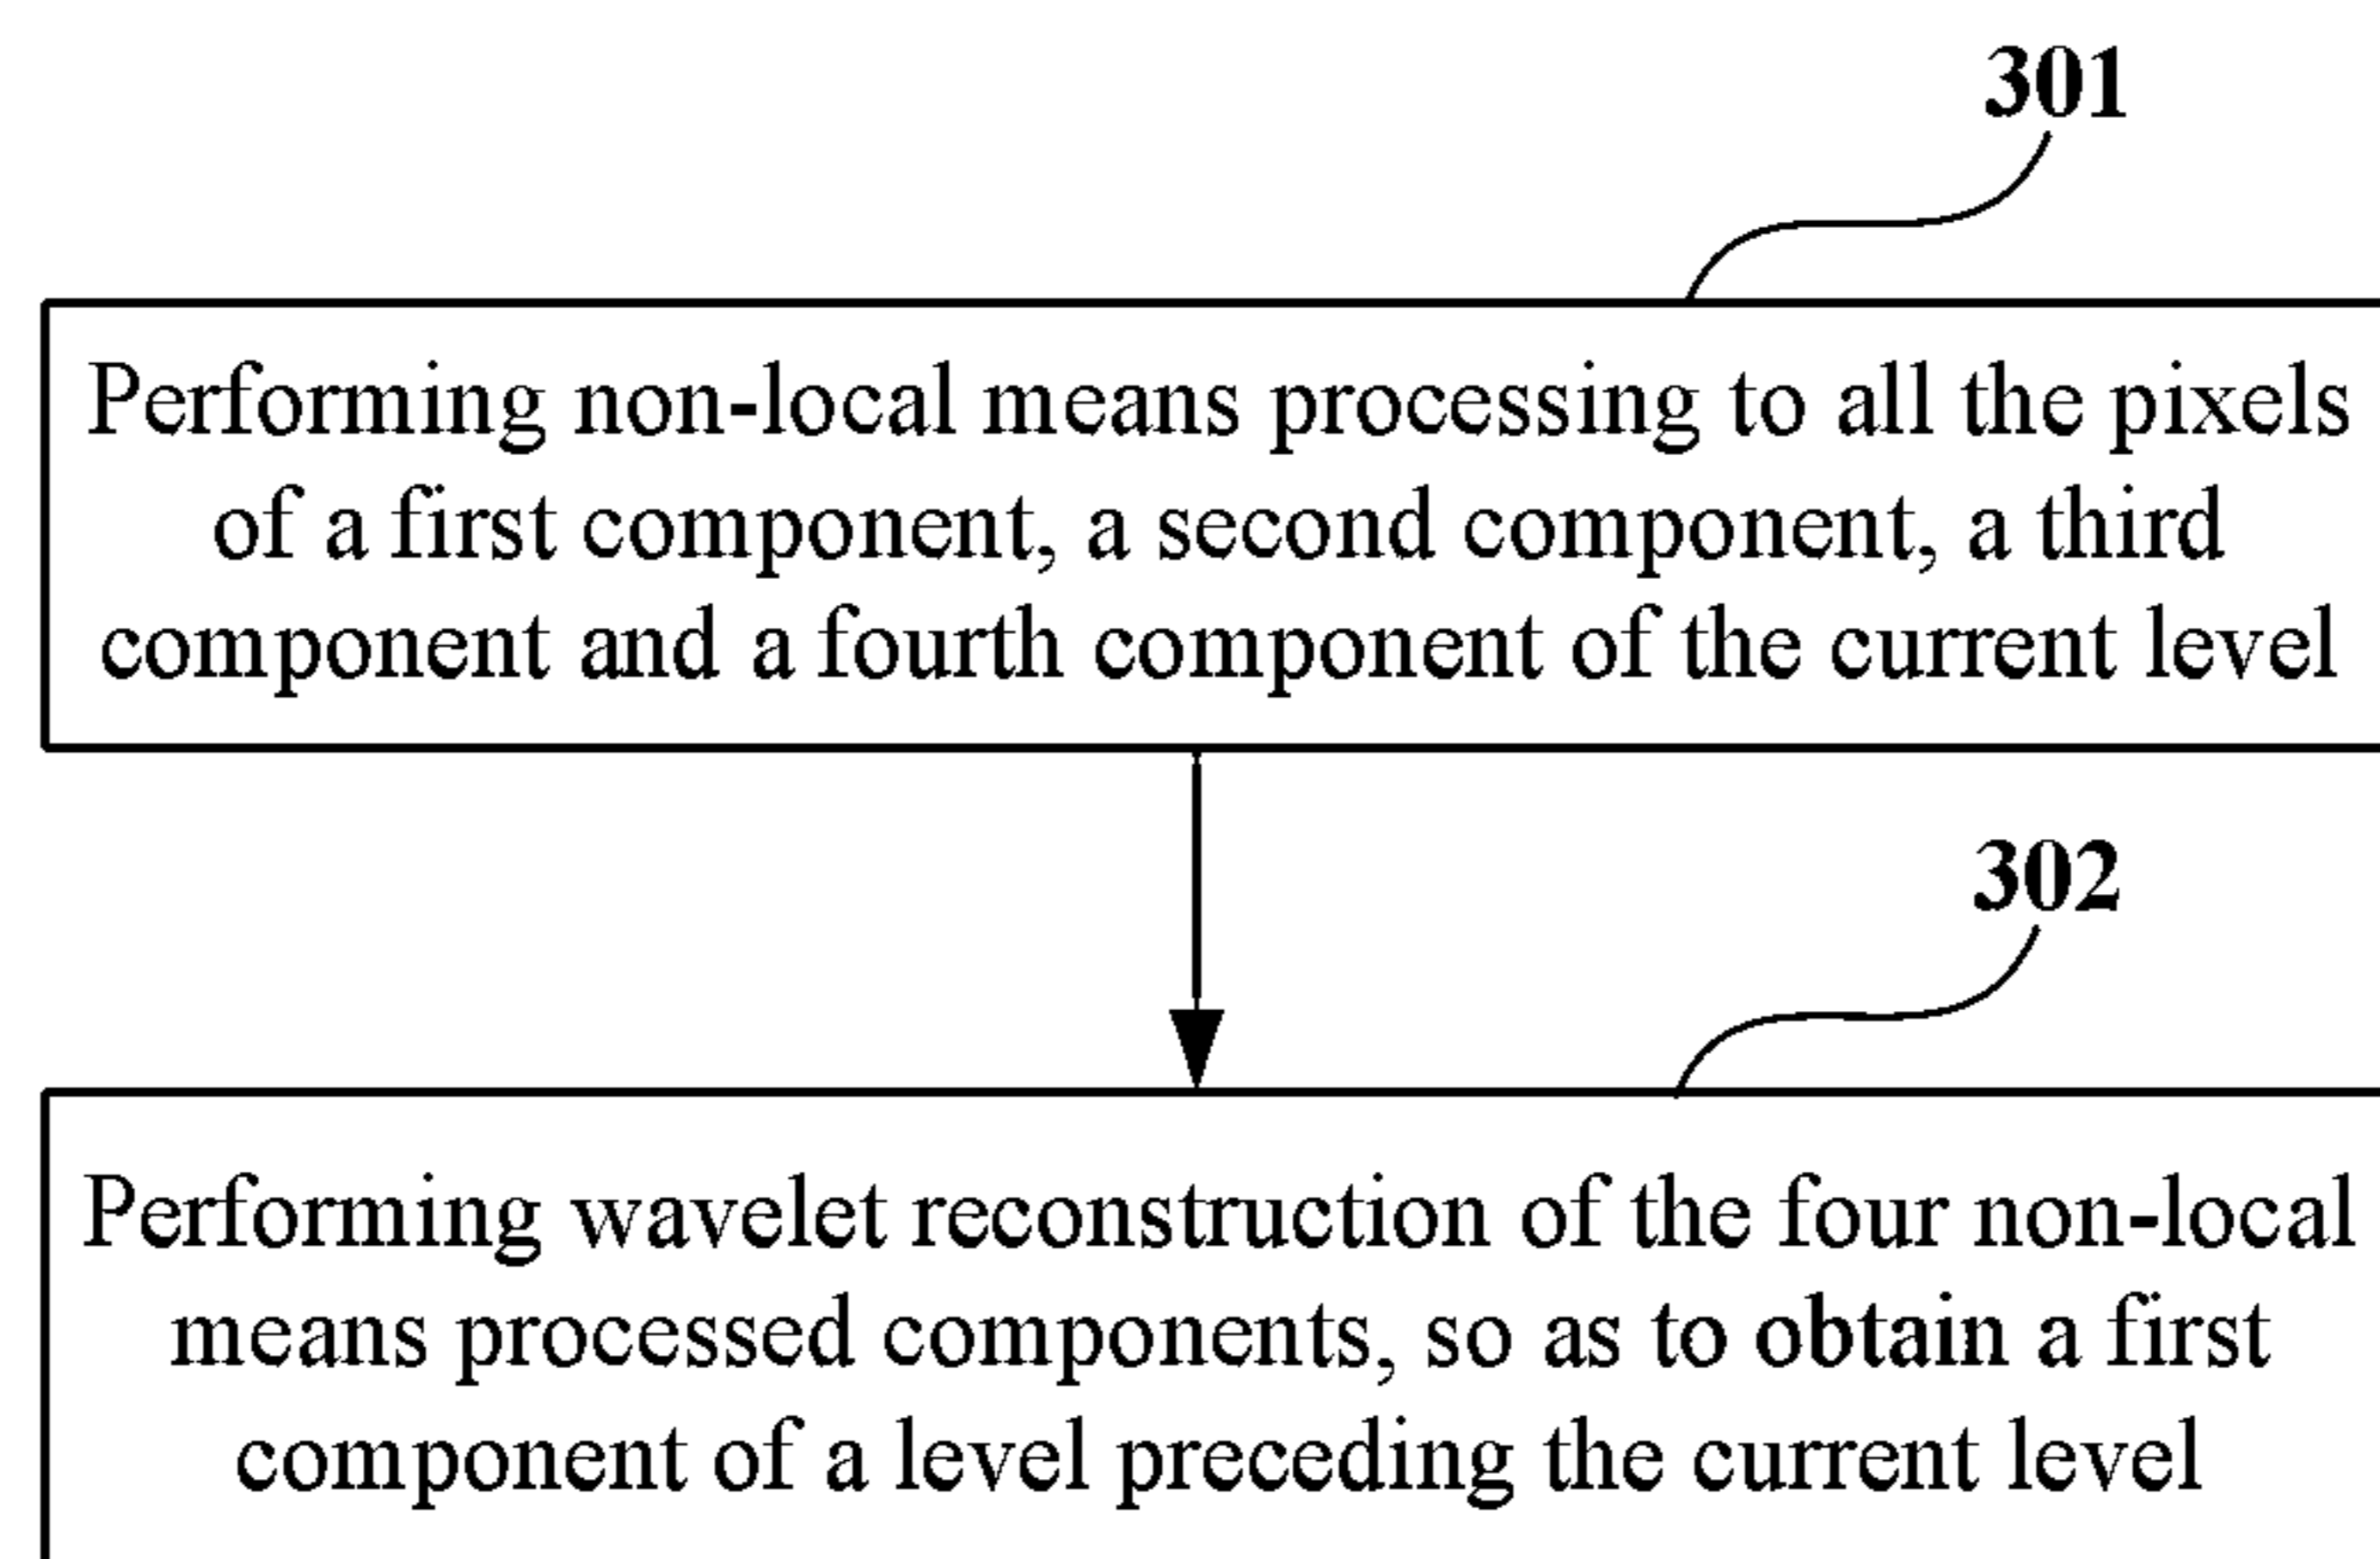 301
Performing non-local means processing to all the pixels
of a first component, a second component, a third
component and a fourth component of the current level
302
Performing wavelet reconstruction of the four non-local
means processed components, so as to obtain a first
component of a level preceding the current level